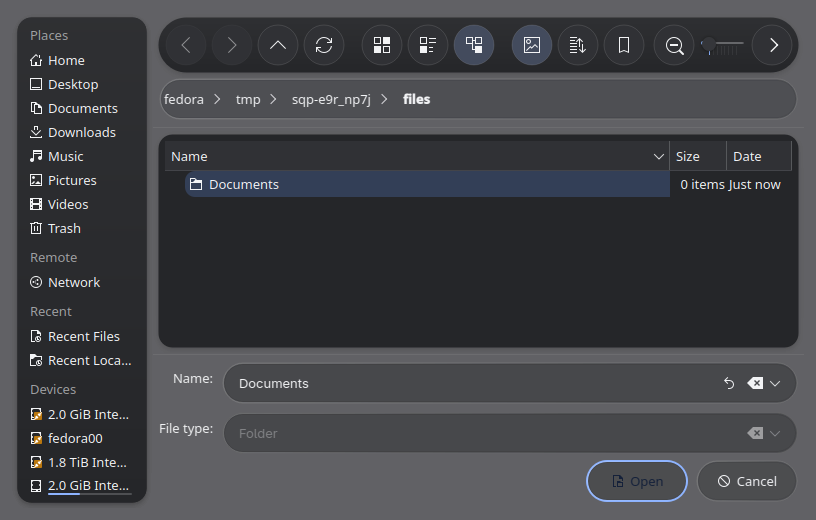 Places
Home
Desktop
Documents
Downloads
Music
Pictures
Videos
Trash
Remote
Network
Recent
Recent Files
Recent Loca...
Devices
2.0 GiB Inte...
fedora00
1.8 TiB Inte...
2.0 GiB Inte...
fedora > tmp > sqp-e9r_np7j > files
Name Size Date
Documents 0 items Just now
Name: Documents
File type: Folder
Open Cancel